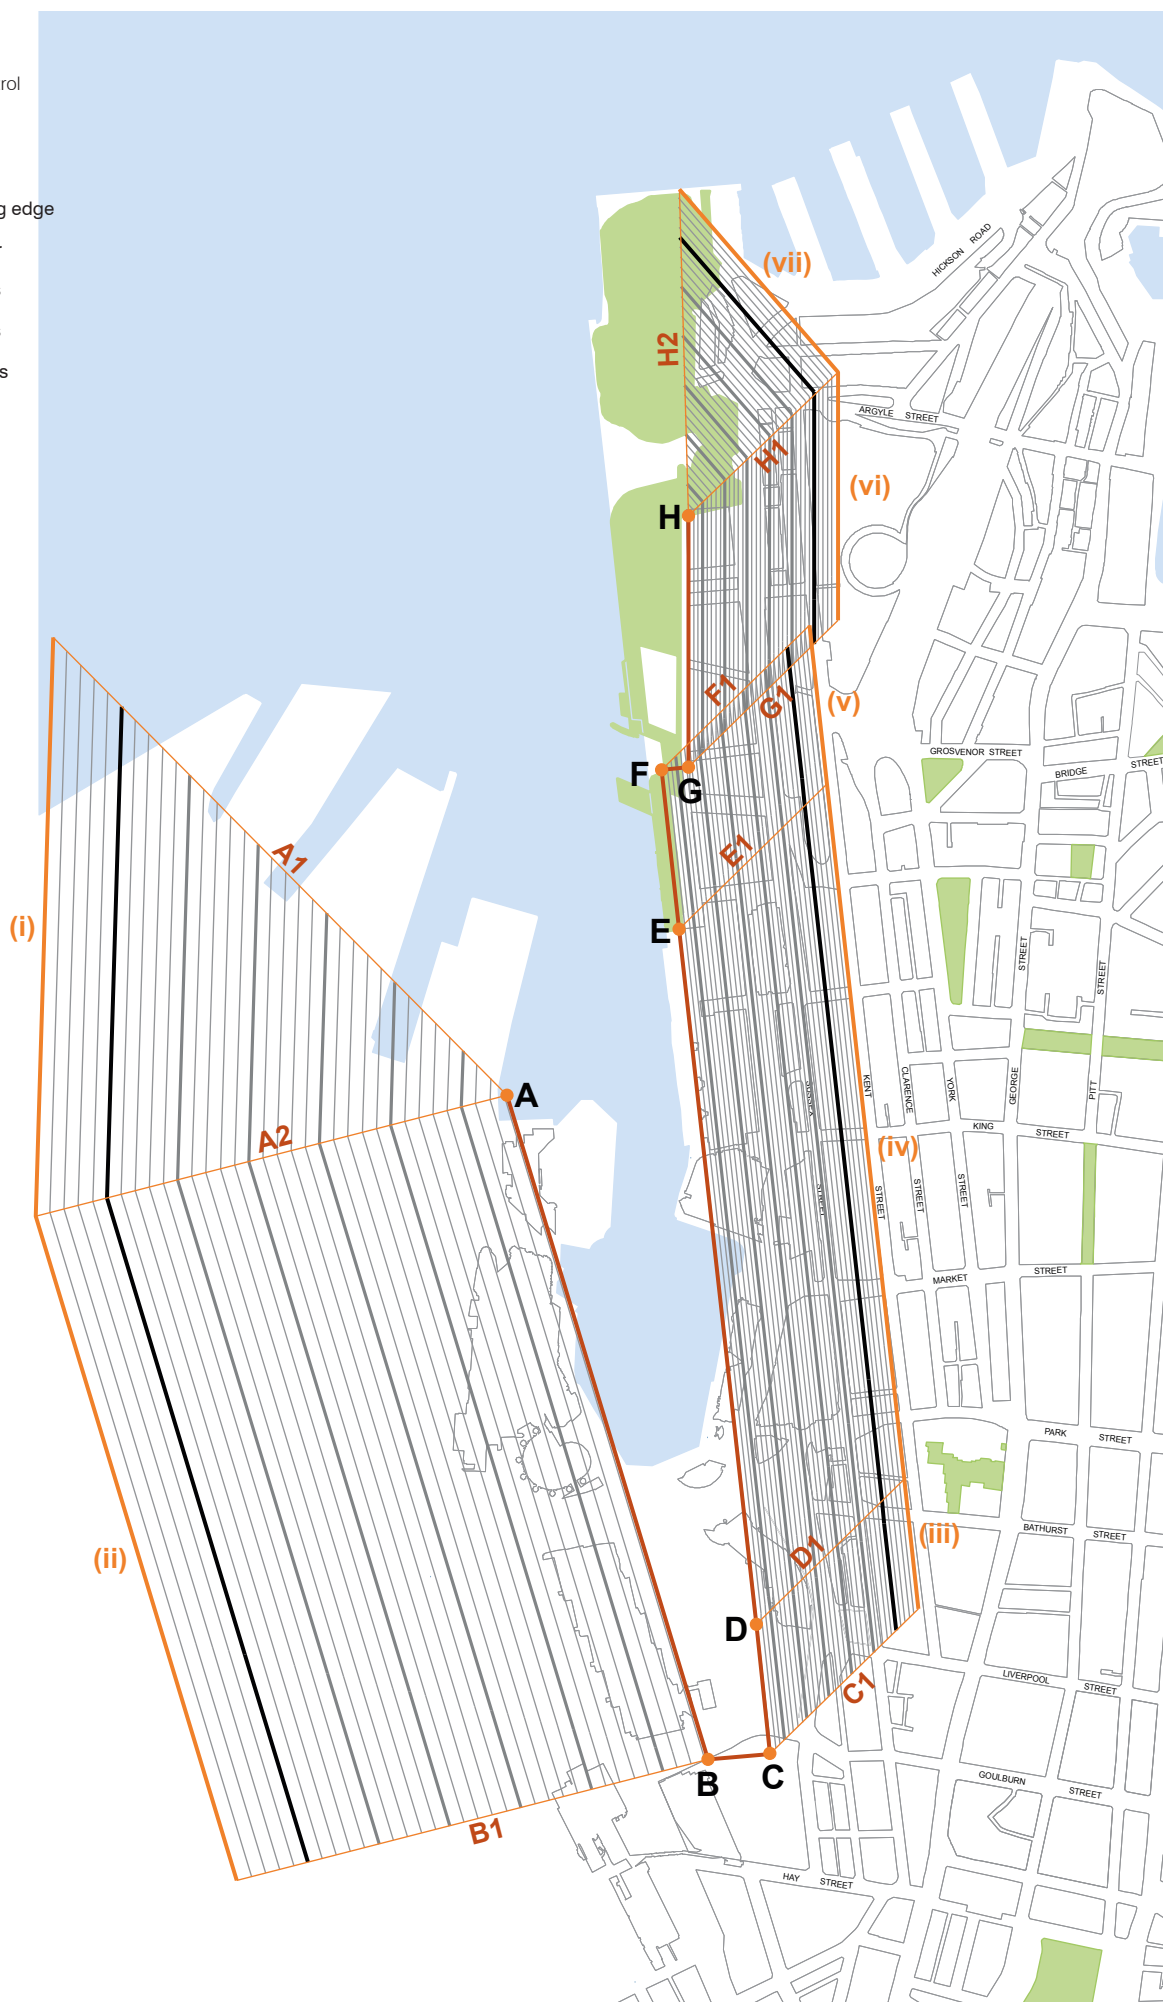 rol
g edge
s
HICKSON ROAD
(vii)
H2
ARGYLE STREET
H1
(vi)
H
F1
G1
(v)
GROSVENOR STREET
BRIDGE STREET
F
G
A1
E1
(i)
E
STREET
STREET
A
KENT
CLARENCE
YORK
GEORGE
PITT
SUSSEX
KING STREET
A2
(iv)
STREET
STREET
STREET
STREET
MARKET STREET
PARK STREET
(iii)
BATHURST STREET
(ii)
D1
D
LIVERPOOL STREET
C1
B
C
GOULBURN STREET
B1
HAY STREET